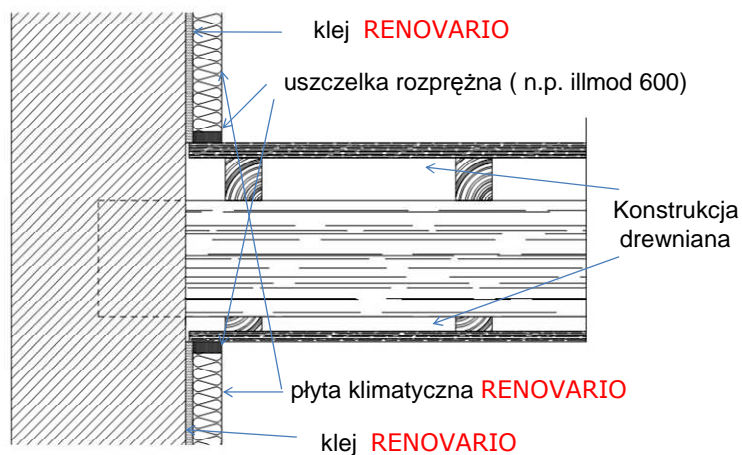 klej RENOVARIO
uszczelka rozprężna ( n.p. illmod 600)
Konstrukcja
drewniana
płyta klimatyczna RENOVARIO
klej RENOVARIO